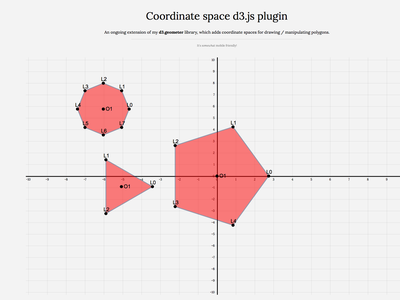 Coordinate space d3.js plugin
An ongoing extension of my d3.geometer library, which adds coordinate spaces for drawing / manipulating polygons.
L2
L3
L1
L4
O1
L0
L5
L7
L6
L1
L2
L1
O1
L0
L2
O1
L0
L3
L4